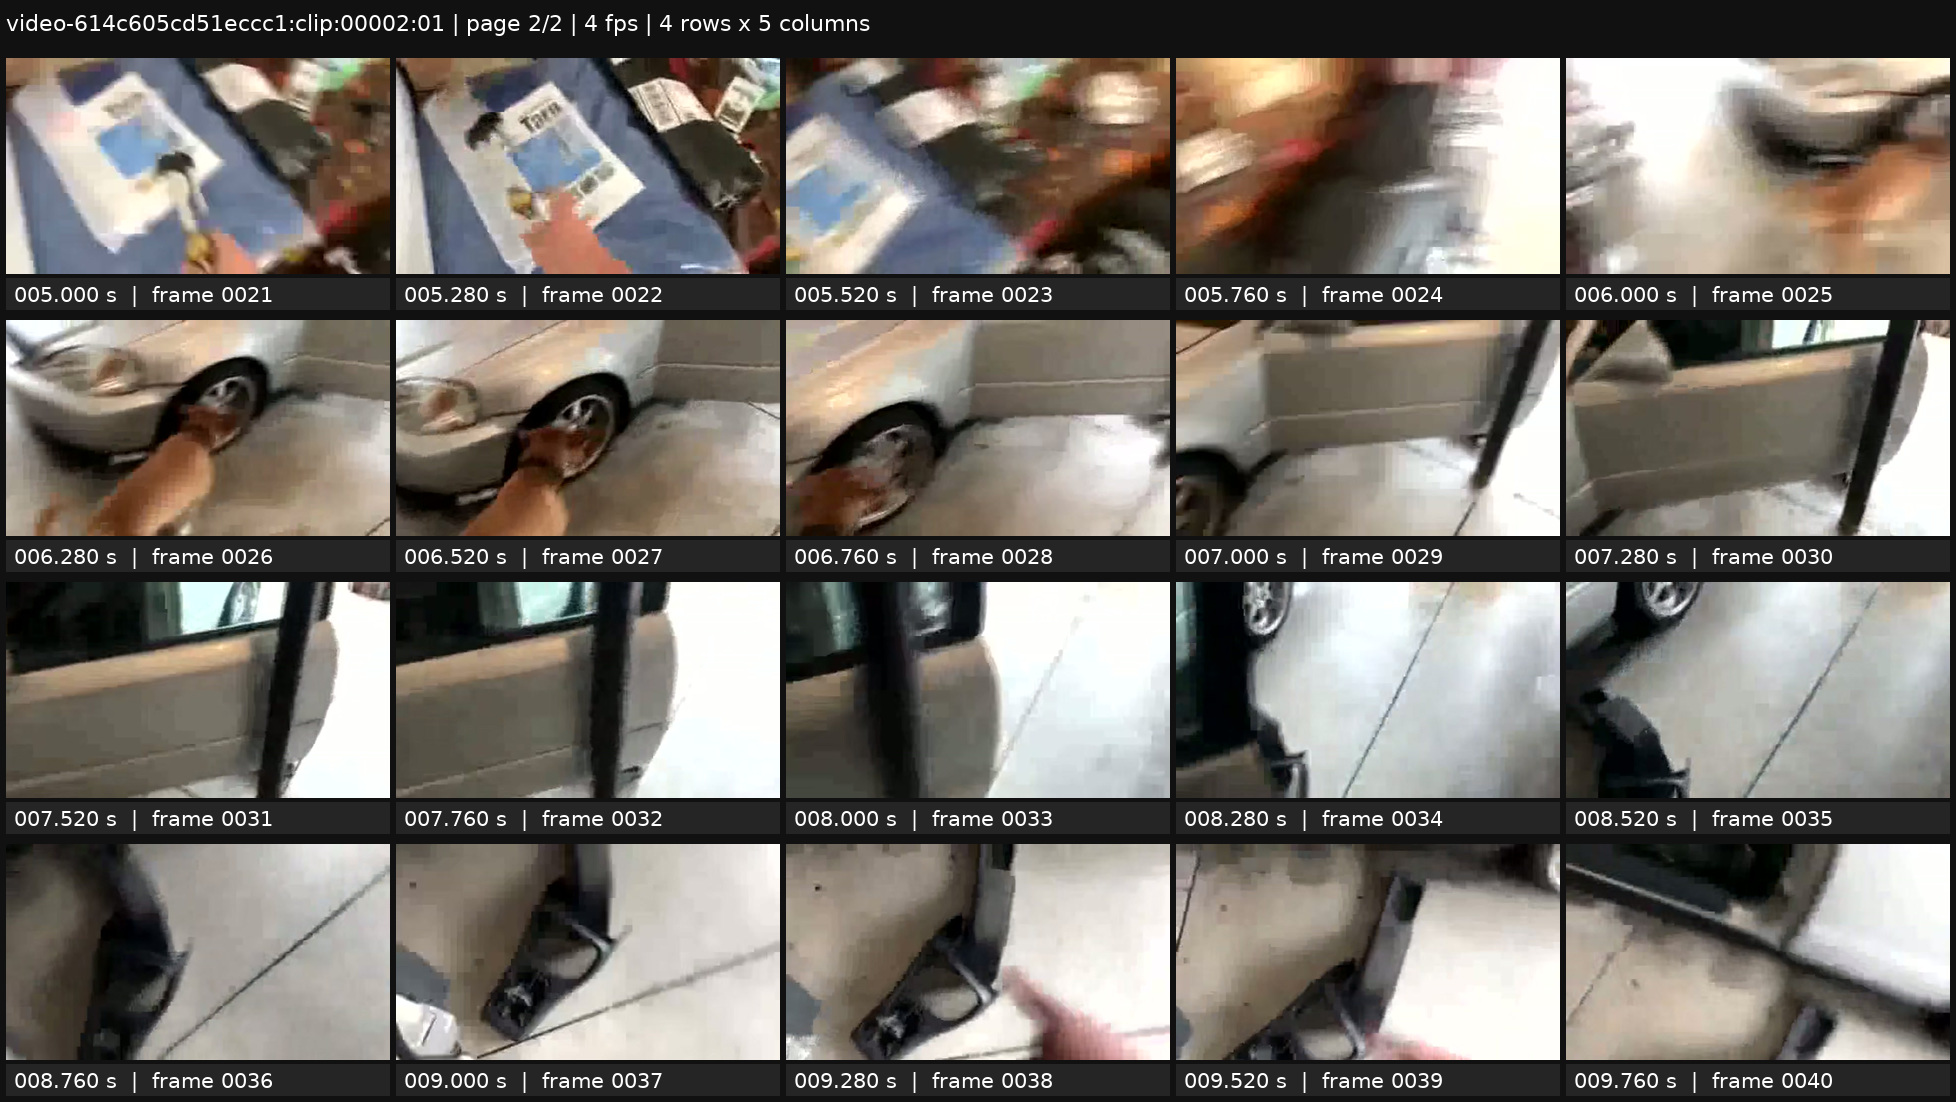 video-614c605cd51eccc1:clip:00002:01 | page 2/2 | 4 fps | 4 rows x 5 columns
005.000 s | frame 0021
005.280 s | frame 0022
005.520 s | frame 0023
005.760 s | frame 0024
006.000 s | frame 0025
006.280 s | frame 0026
006.520 s | frame 0027
006.760 s | frame 0028
007.000 s | frame 0029
007.280 s | frame 0030
007.520 s | frame 0031
007.760 s | frame 0032
008.000 s | frame 0033
008.280 s | frame 0034
008.520 s | frame 0035
008.760 s | frame 0036
009.000 s | frame 0037
009.280 s | frame 0038
009.520 s | frame 0039
009.760 s | frame 0040